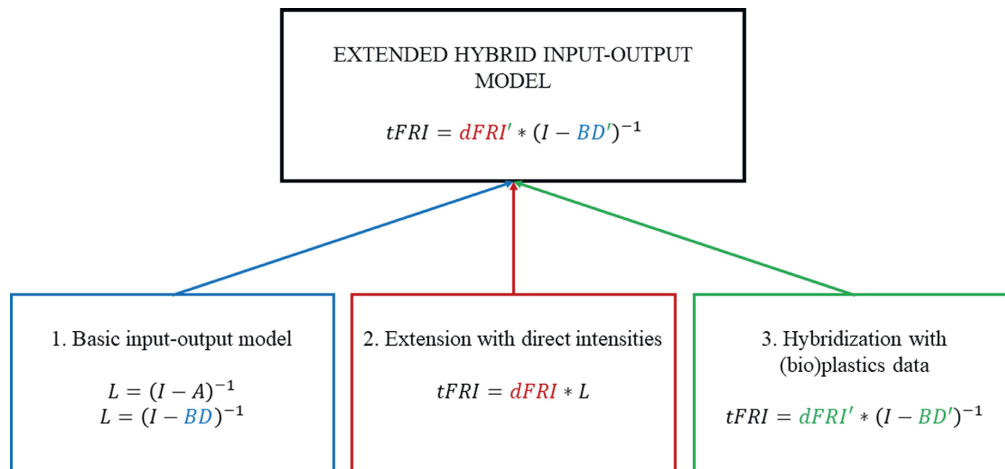 EXTENDED HYBRID INPUT-OUTPUT
MODEL
tFRI = dFRI′ ∗ (I − BD′)⁻¹
1. Basic input-output model
L = (I − A)⁻¹
L = (I − BD)⁻¹
2. Extension with direct intensities
tFRI = dFRI ∗ L
3. Hybridization with
(bio)plastics data
tFRI = dFRI′ ∗ (I − BD′)⁻¹